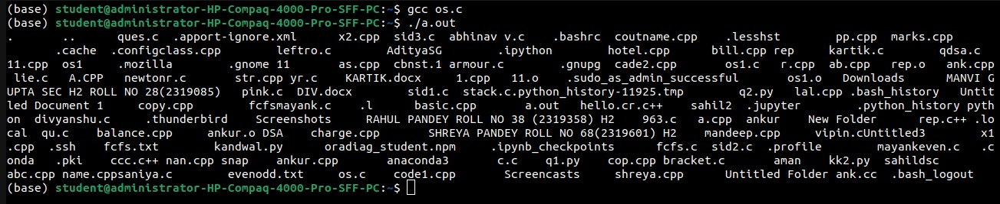 (base) student@administrator-HP-Compaq-4000-Pro-SFF-PC:~$ gcc os.c
(base) student@administrator-HP-Compaq-4000-Pro-SFF-PC:~$ ./a.out
. .. ques.c .apport-ignore.xml x2.cpp sid3.c abhinav v.c .bashrc coutname.cpp .lesshst pp.cpp marks.cpp
.cache .configclass.cpp leftro.c AdityaSG .ipython hotel.cpp bill.cpp rep kartik.c qdsa.c
11.cpp os1 .mozilla .gnome 11 as.cpp cbnst.1 armour.c .gnupg cade2.cpp os1.c r.cpp ab.cpp rep.o ank.cpp
lie.c A.CPP newtonr.c str.cpp yr.c KARTIK.docx 1.cpp 11.o .sudo_as_admin_successful os1.o Downloads MANVI G
UPTA SEC H2 ROLL NO 28(2319085) pink.c DIV.docx sid1.c stack.c.python_history-11925.tmp q2.py lal.cpp .bash_history Untit
led Document 1 copy.cpp fcfsmayank.c .l basic.cpp a.out hello.cr.c++ sahil2 .jupyter .python_history pyth
on divyanshu.c .thunderbird Screenshots RAHUL PANDEY ROLL NO 38 (2319358) H2 963.c a.cpp ankur New Folder rep.c++ .lo
cal qu.c balance.cpp ankur.o DSA charge.cpp SHREYA PANDEY ROLL NO 68(2319601) H2 mandeep.cpp vipin.cUntitled3 x1
.cpp .ssh fcfs.txt kandwal.py oradiag_student.npm .ipynb_checkpoints fcfs.c sid2.c .profile mayankeven.c .c
onda .pki ccc.c++ nan.cpp snap ankur.cpp anaconda3 c.c q1.py cop.cpp bracket.c aman kk2.py sahildsc
abc.cpp name.cppsaniya.c evenodd.txt os.c code1.cpp Screencasts shreya.cpp Untitled Folder ank.cc .bash_logout
(base) student@administrator-HP-Compaq-4000-Pro-SFF-PC:~$